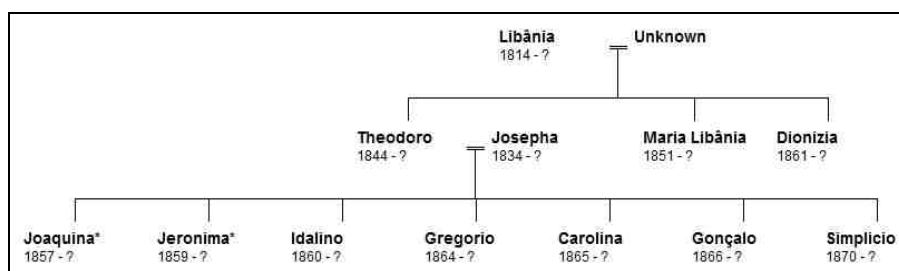 Libânia Unknown
1814 - ?
Theodoro Josepha Maria Libânia Dionizia
1844 - ? 1834 - ? 1851 - ? 1861 - ?
Joaquina* Jeronima* Idalino Gregorio Carolina Gonçalo Simplicio
1857 - ? 1859 - ? 1860 - ? 1864 - ? 1865 - ? 1866 - ? 1870 - ?